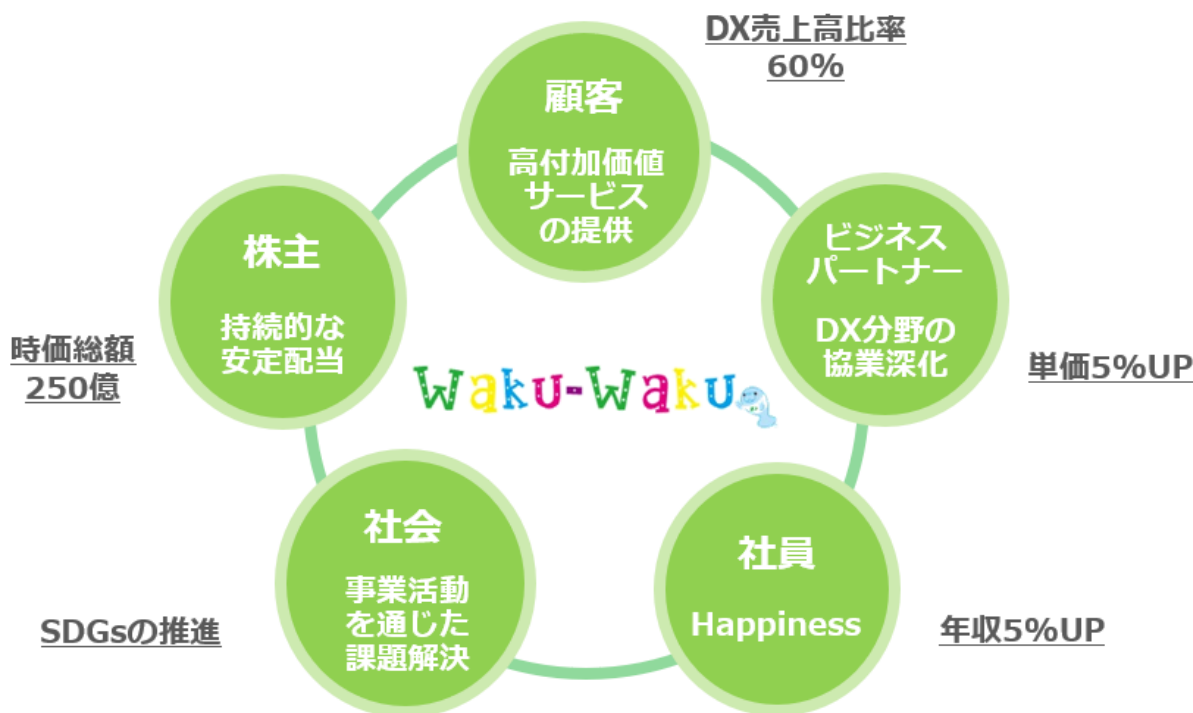 DX売上高比率
60%
顧客
高付加価値
サービス
の提供
ビジネス
パートナー
DX分野の
協業深化
単価5%UP
株主
持続的な
安定配当
時価総額
250億
Waku-Waku
社会
事業活動
を通じた
課題解決
SDGsの推進
社員
Happiness
年収5%UP